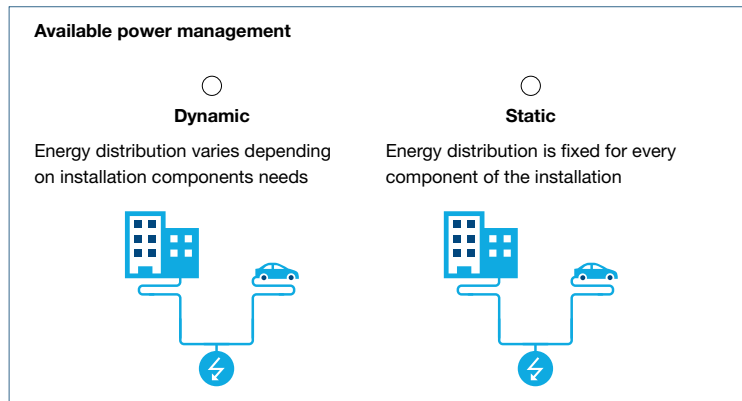 Available power management
Dynamic
Static
Energy distribution varies depending
on installation components needs
Energy distribution is fixed for every
component of the installation